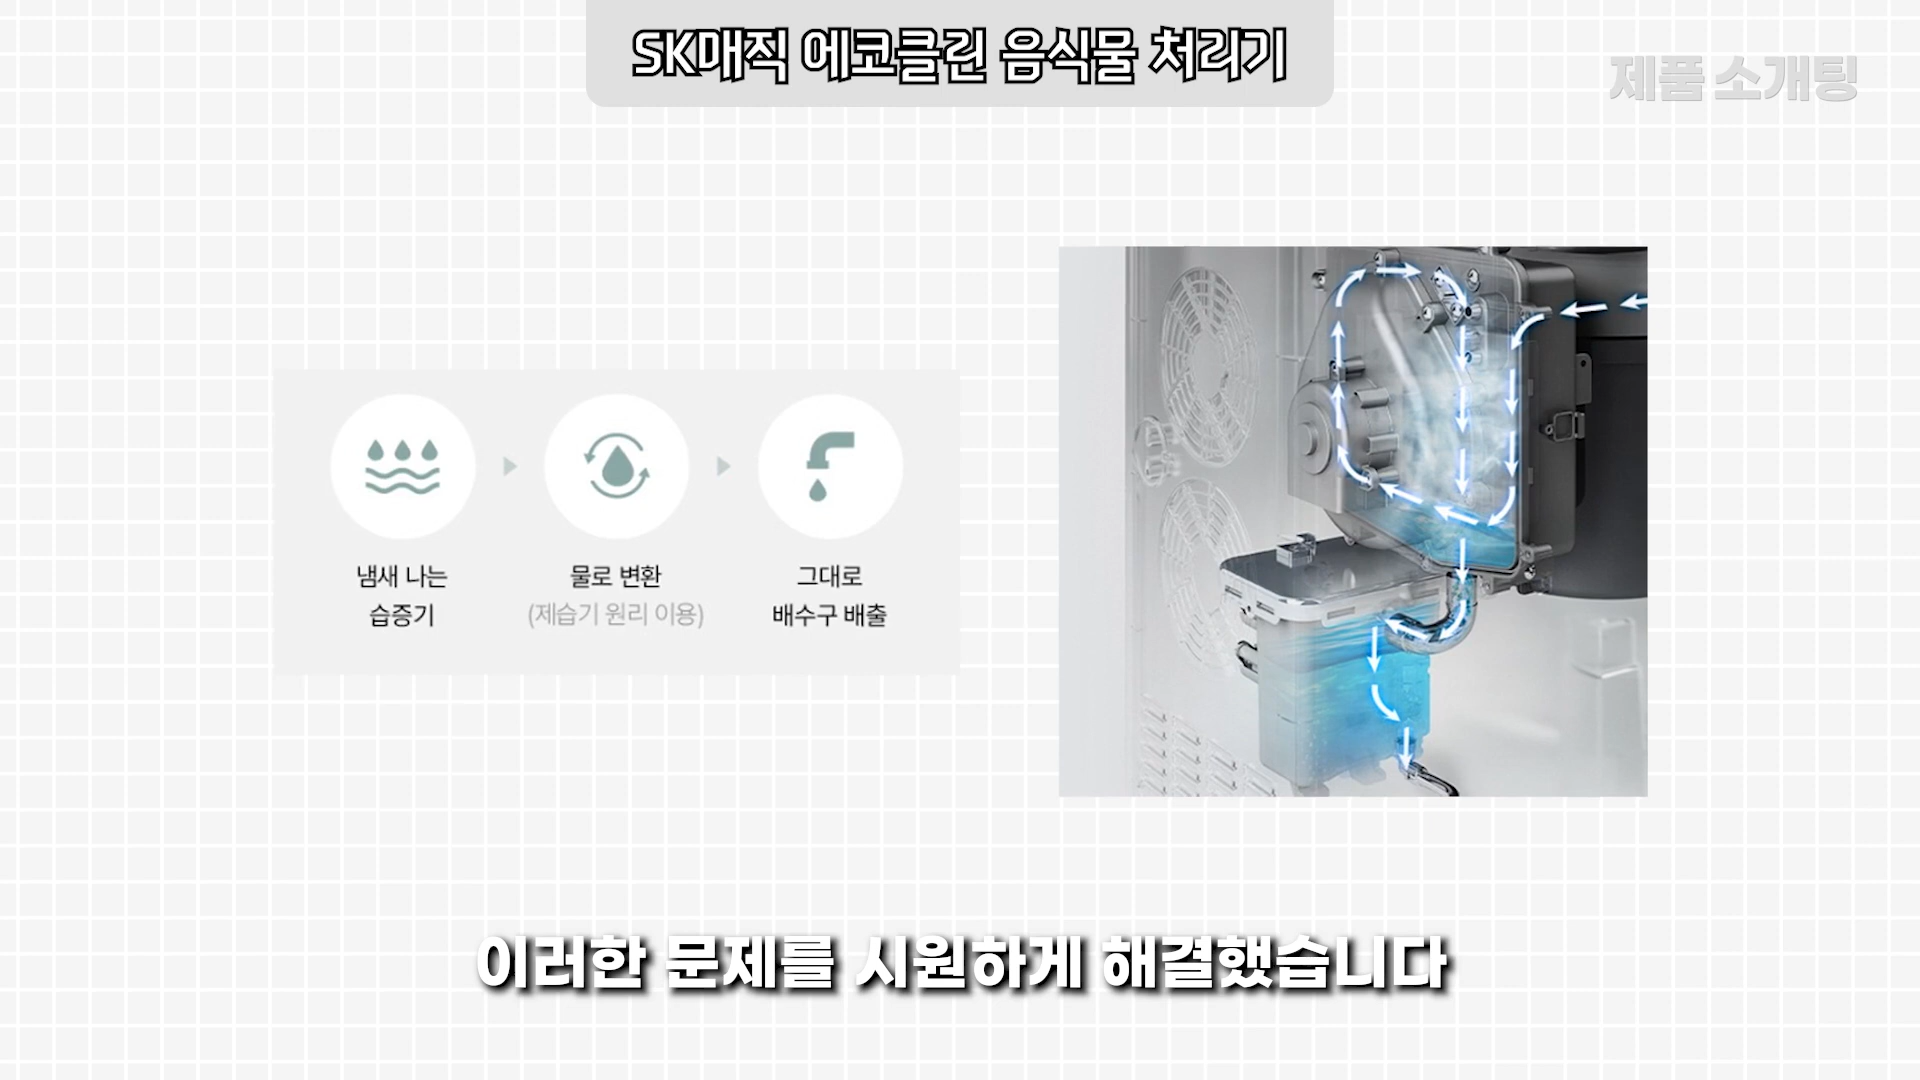 SK매직 에코클린 음식물 처리기
제품 소개팅
냄새 나는
습증기
물로 변환
(제습기 원리 이용)
그대로
배수구 배출
이러한 문제를 시원하게 해결했습니다